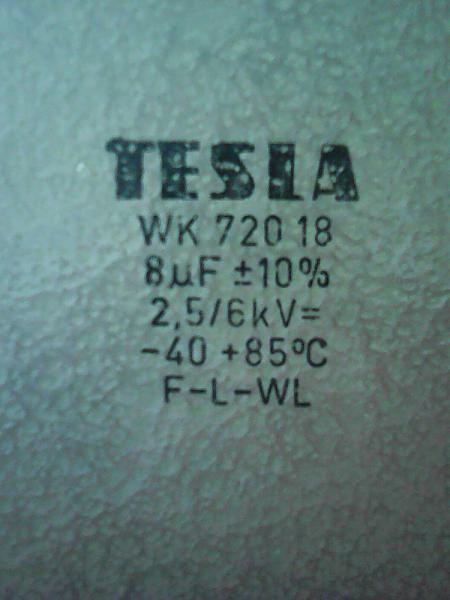 TESLA
WK 720 18
8µF ±10%
2,5/6kV=
-40 +85°C
F-L-WL